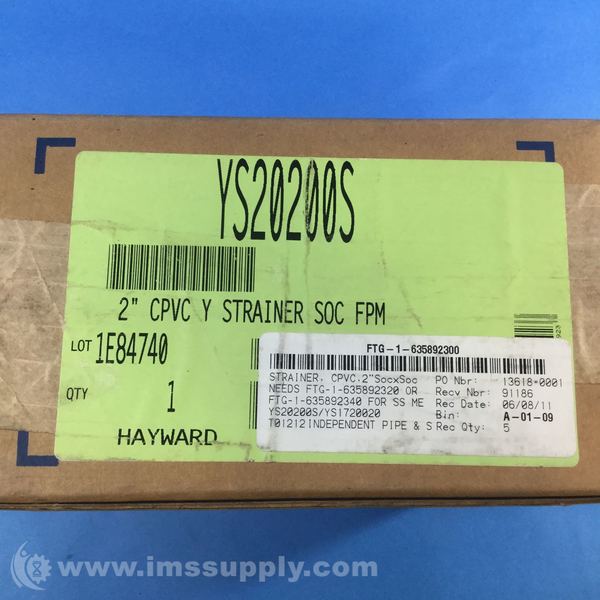 YS20200S
2" CPVC Y STRAINER SOC FPM
LOT 1E84740
QTY 1
HAYWARD
FTG-1-635892300
STRAINER, CPVC.2"SocxSoc PO Nbr: 13618*0001
NEEDS FTG-1-635892320 OR Recv Nbr: 91186
FTG-1-635892340 FOR SS ME Rec Date: 06/08/11
YS20200S/YS1720020 Bin: A-01-09
T01212 INDEPENDENT PIPE & S Rec Qty: 5
www.imssupply.com